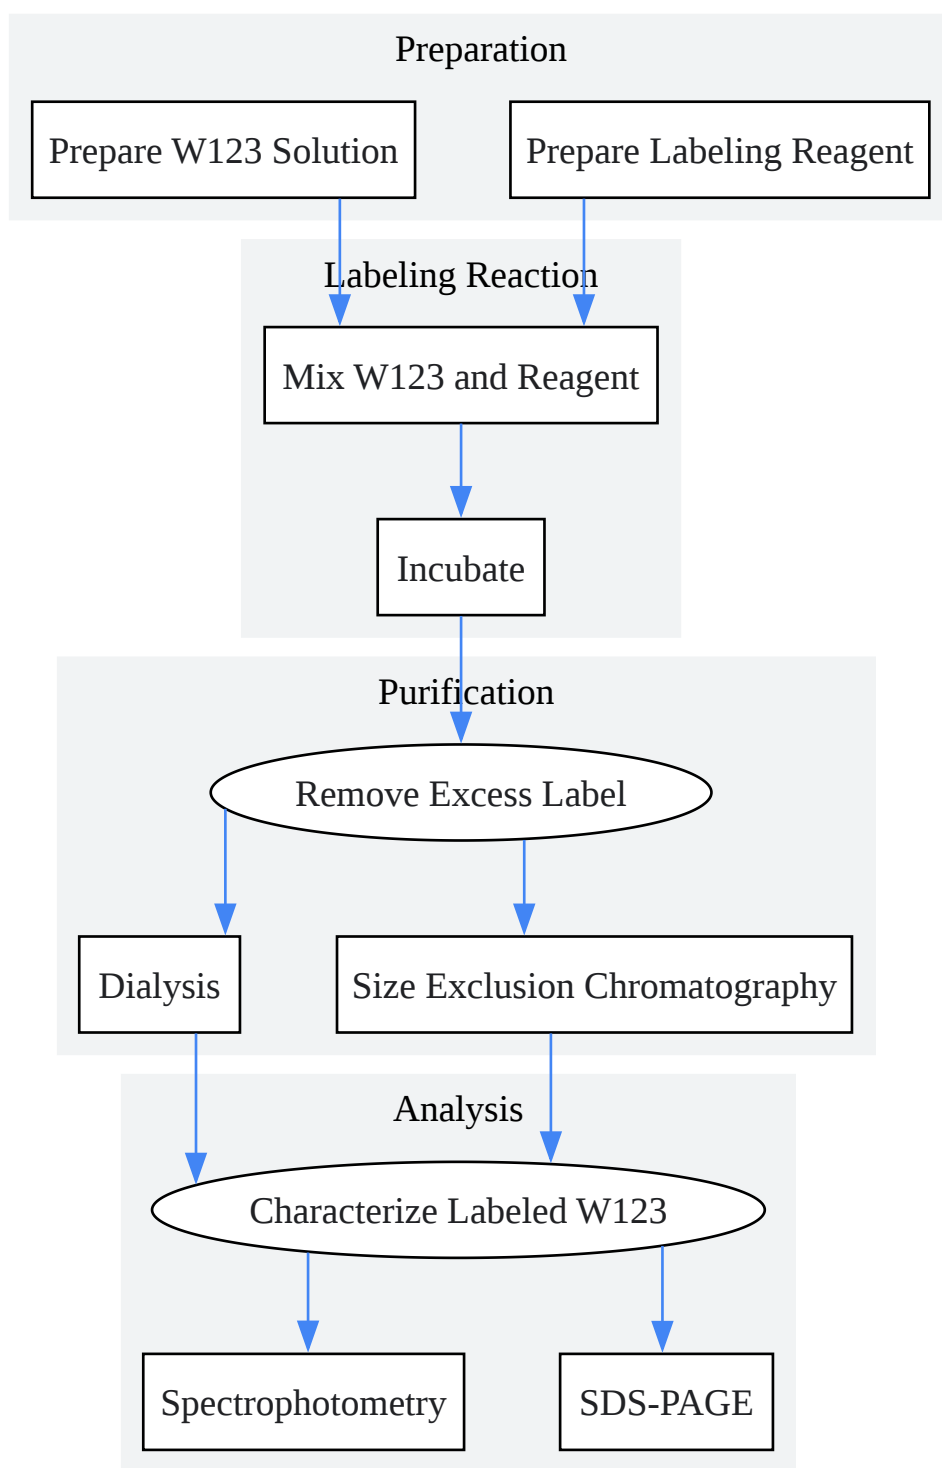 Preparation
Prepare W123 Solution
Prepare Labeling Reagent
Labeling Reaction
Mix W123 and Reagent
Incubate
Purification
Remove Excess Label
Dialysis
Size Exclusion Chromatography
Analysis
Characterize Labeled W123
Spectrophotometry
SDS-PAGE